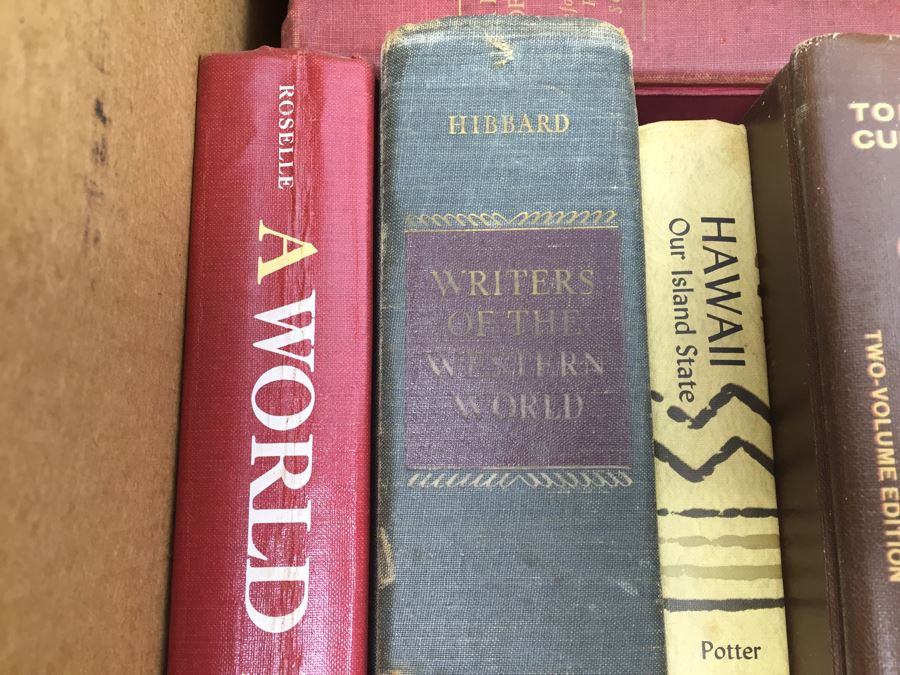 ROSELLE
A WORLD
HIBBARD
WRITERS
OF THE
WESTERN
WORLD
HAWAII
Our Island State
Potter
TWO-VOLUME EDITION